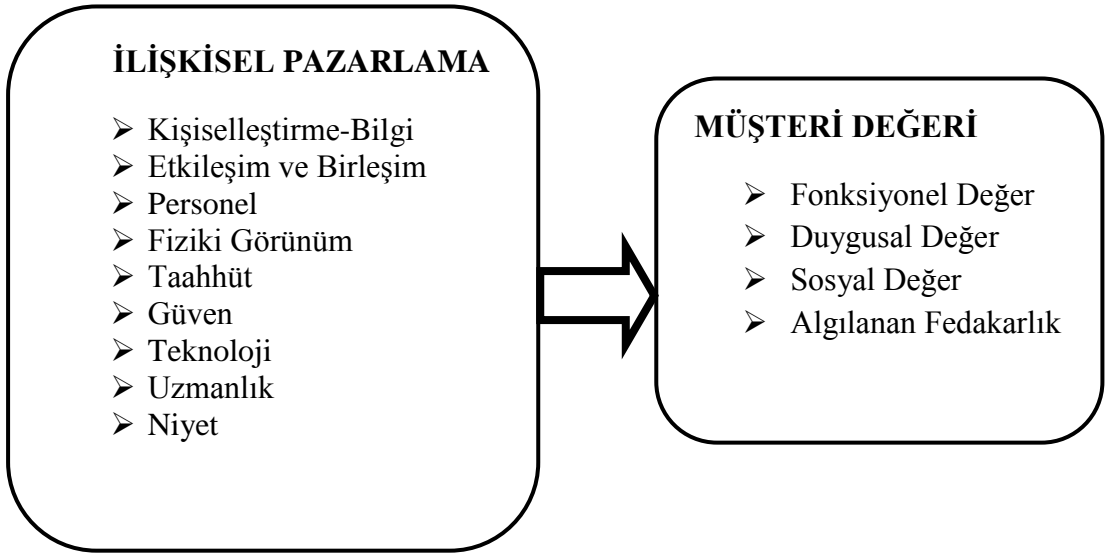 İLİŞKİSEL PAZARLAMA
➢ Kişiselleştirme-Bilgi
➢ Etkileşim ve Birleşim
➢ Personel
➢ Fiziki Görünüm
➢ Taahhüt
➢ Güven
➢ Teknoloji
➢ Uzmanlık
➢ Niyet
MÜŞTERİ DEĞERİ
➢ Fonksiyonel Değer
➢ Duygusal Değer
➢ Sosyal Değer
➢ Algılanan Fedakarlık